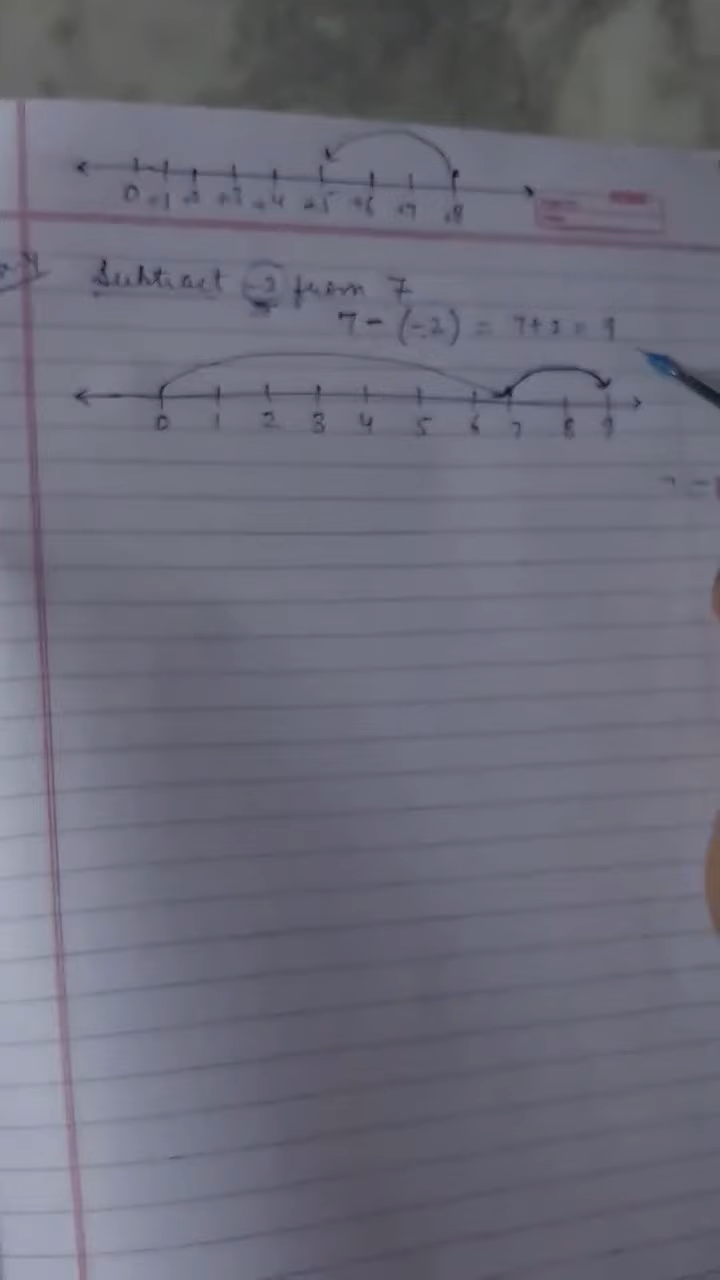 0 +1 +2 +3 +4 +5 +6 +7 +8
Subtract -2 from 7
7 - (-2) = 7+2 = 9
0 1 2 3 4 5 6 7 8 9